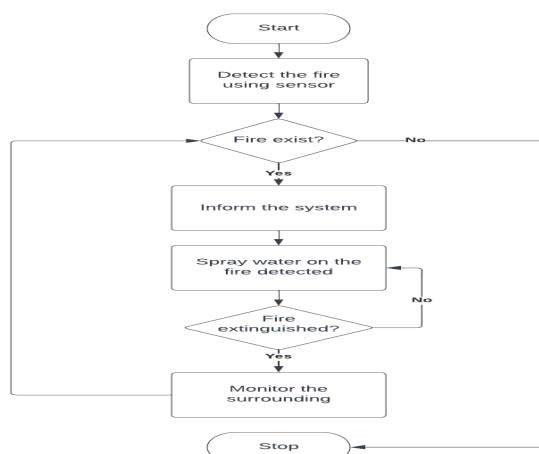 Start
Detect the fire
using sensor
Fire exist?
No
Yes
Inform the system
Spray water on the
fire detected
No
Fire
extinguished?
Yes
Monitor the
surrounding
Stop